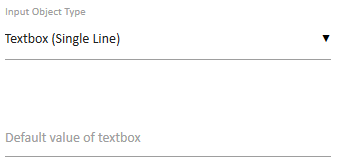 Input Object Type
Textbox (Single Line)
Default value of textbox